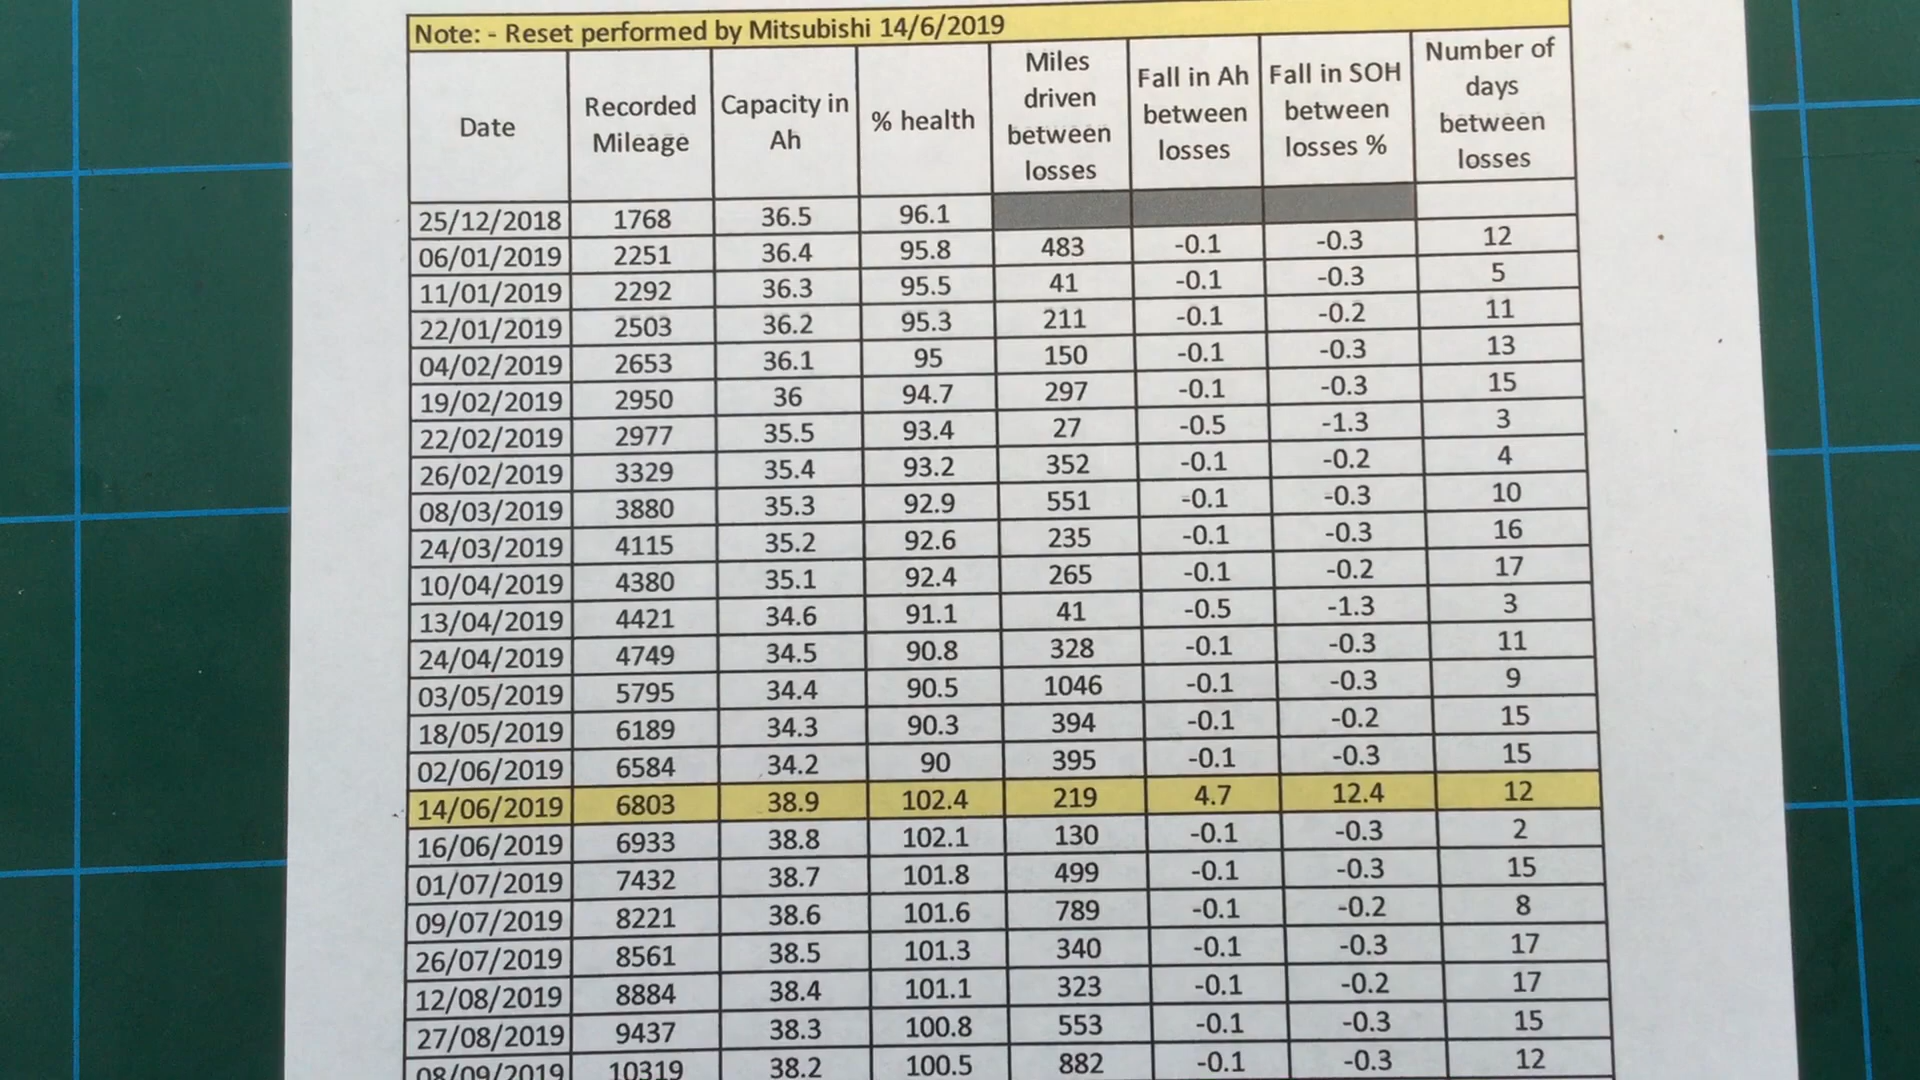 Note: - Reset performed by Mitsubishi 14/6/2019
Date Recorded Mileage Capacity in Ah % health Miles driven between losses Fall in Ah between losses Fall in SOH between losses % Number of days between losses
25/12/2018 1768 36.5 96.1
06/01/2019 2251 36.4 95.8 483 -0.1 -0.3 12
11/01/2019 2292 36.3 95.5 41 -0.1 -0.3 5
22/01/2019 2503 36.2 95.3 211 -0.1 -0.2 11
04/02/2019 2653 36.1 95 150 -0.1 -0.3 13
19/02/2019 2950 36 94.7 297 -0.1 -0.3 15
22/02/2019 2977 35.5 93.4 27 -0.5 -1.3 3
26/02/2019 3329 35.4 93.2 352 -0.1 -0.2 4
08/03/2019 3880 35.3 92.9 551 -0.1 -0.3 10
24/03/2019 4115 35.2 92.6 235 -0.1 -0.3 16
10/04/2019 4380 35.1 92.4 265 -0.1 -0.2 17
13/04/2019 4421 34.6 91.1 41 -0.5 -1.3 3
24/04/2019 4749 34.5 90.8 328 -0.1 -0.3 11
03/05/2019 5795 34.4 90.5 1046 -0.1 -0.3 9
18/05/2019 6189 34.3 90.3 394 -0.1 -0.2 15
02/06/2019 6584 34.2 90 395 -0.1 -0.3 15
14/06/2019 6803 38.9 102.4 219 4.7 12.4 12
16/06/2019 6933 38.8 102.1 130 -0.1 -0.3 2
01/07/2019 7432 38.7 101.8 499 -0.1 -0.3 15
09/07/2019 8221 38.6 101.6 789 -0.1 -0.2 8
26/07/2019 8561 38.5 101.3 340 -0.1 -0.3 17
12/08/2019 8884 38.4 101.1 323 -0.1 -0.2 17
27/08/2019 9437 38.3 100.8 553 -0.1 -0.3 15
08/09/2019 10319 38.2 100.5 882 -0.1 -0.3 12